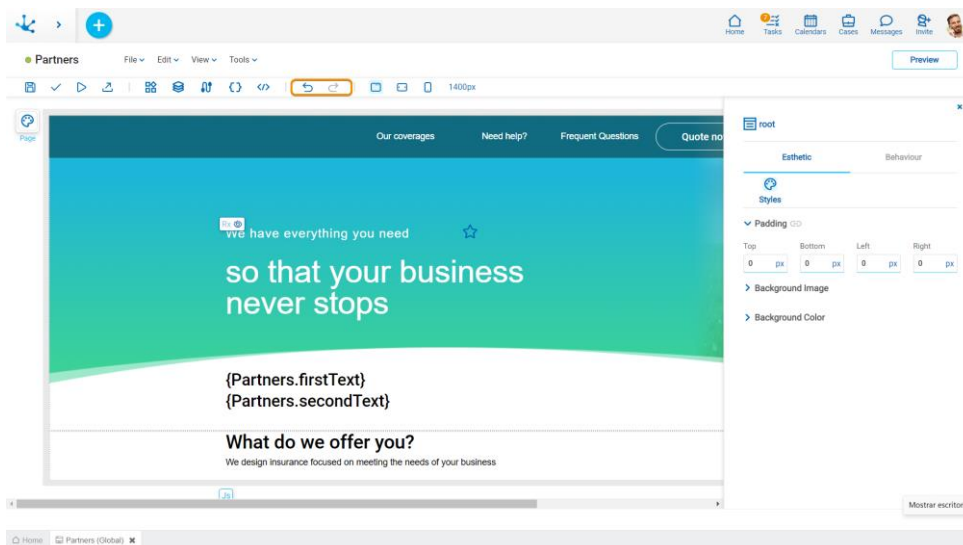 7
Home Tasks Calendars Cases Messages Invite
Partners File Edit View Tools Preview
1400px
Page
Our coverages Need help? Frequent Questions Quote no
root
Esthetic Behaviour
Styles
Rx
We have everything you need
Padding
Top Bottom Left Right
0 px 0 px 0 px 0 px
so that your business
never stops
Background Image
Background Color
{Partners.firstText}
{Partners.secondText}
What do we offer you?
We design insurance focused on meeting the needs of your business
Js
Mostrar escritor
Home Partners (Global)